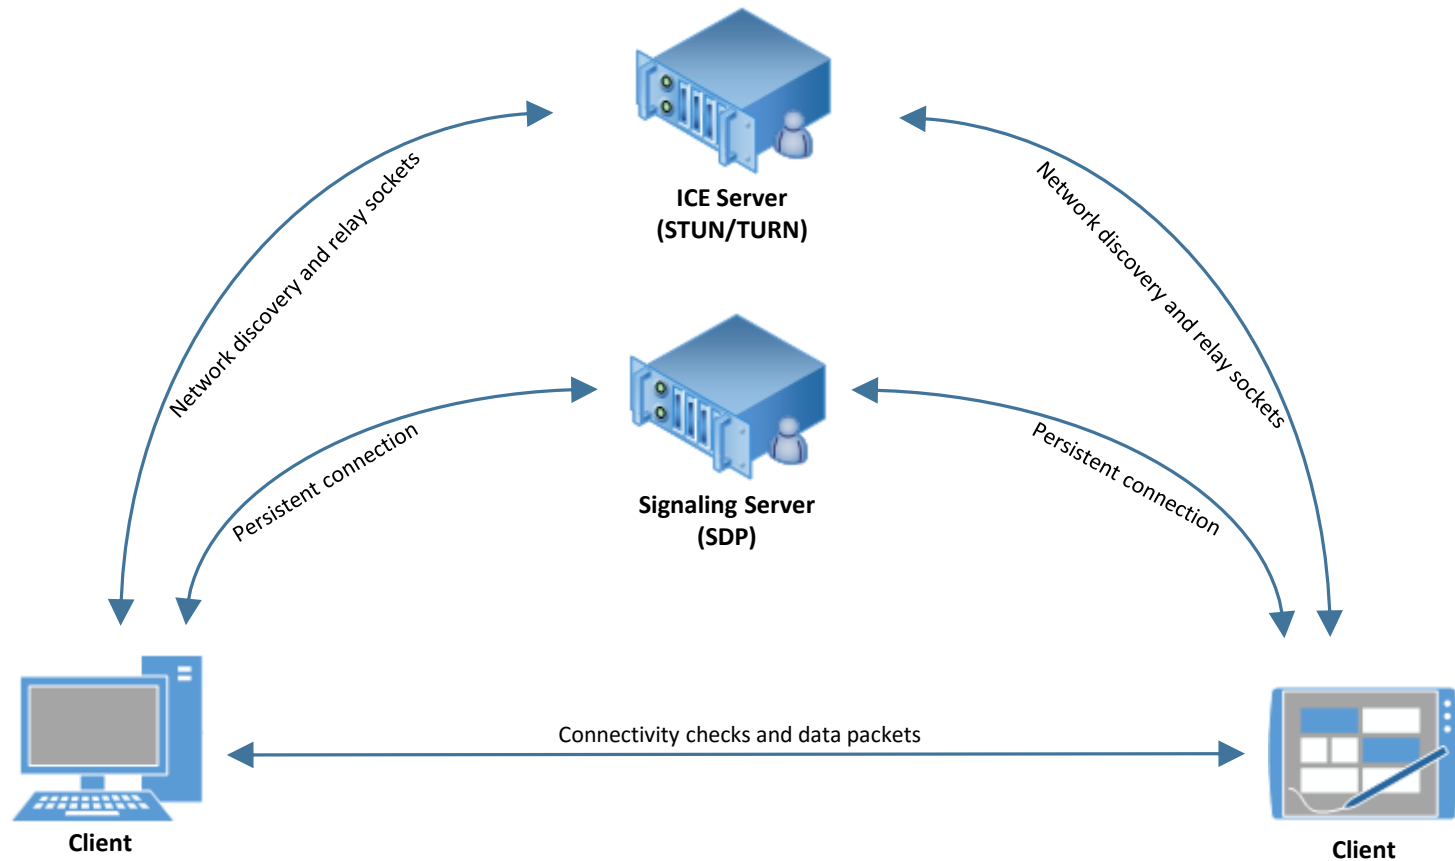 ICE Server
(STUN/TURN)
Network discovery and relay sockets
Network discovery and relay sockets
Persistent connection
Persistent connection
Signaling Server
(SDP)
Connectivity checks and data packets
Client
Client